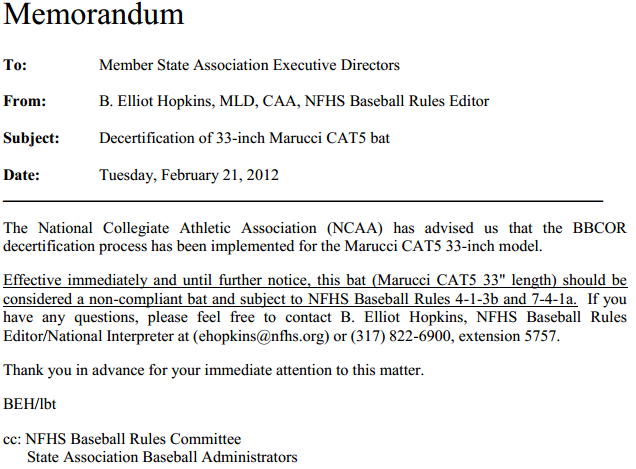 Memorandum
To: Member State Association Executive Directors
From: B. Elliot Hopkins, MLD, CAA, NFHS Baseball Rules Editor
Subject: Decertification of 33-inch Marucci CAT5 bat
Date: Tuesday, February 21, 2012
The National Collegiate Athletic Association (NCAA) has advised us that the BBCOR
decertification process has been implemented for the Marucci CAT5 33-inch model.
Effective immediately and until further notice, this bat (Marucci CAT5 33" length) should be
considered a non-compliant bat and subject to NFHS Baseball Rules 4-1-3b and 7-4-1a. If you
have any questions, please feel free to contact B. Elliot Hopkins, NFHS Baseball Rules
Editor/National Interpreter at (ehopkins@nfhs.org) or (317) 822-6900, extension 5757.
Thank you in advance for your immediate attention to this matter.
BEH/lbt
cc: NFHS Baseball Rules Committee
State Association Baseball Administrators